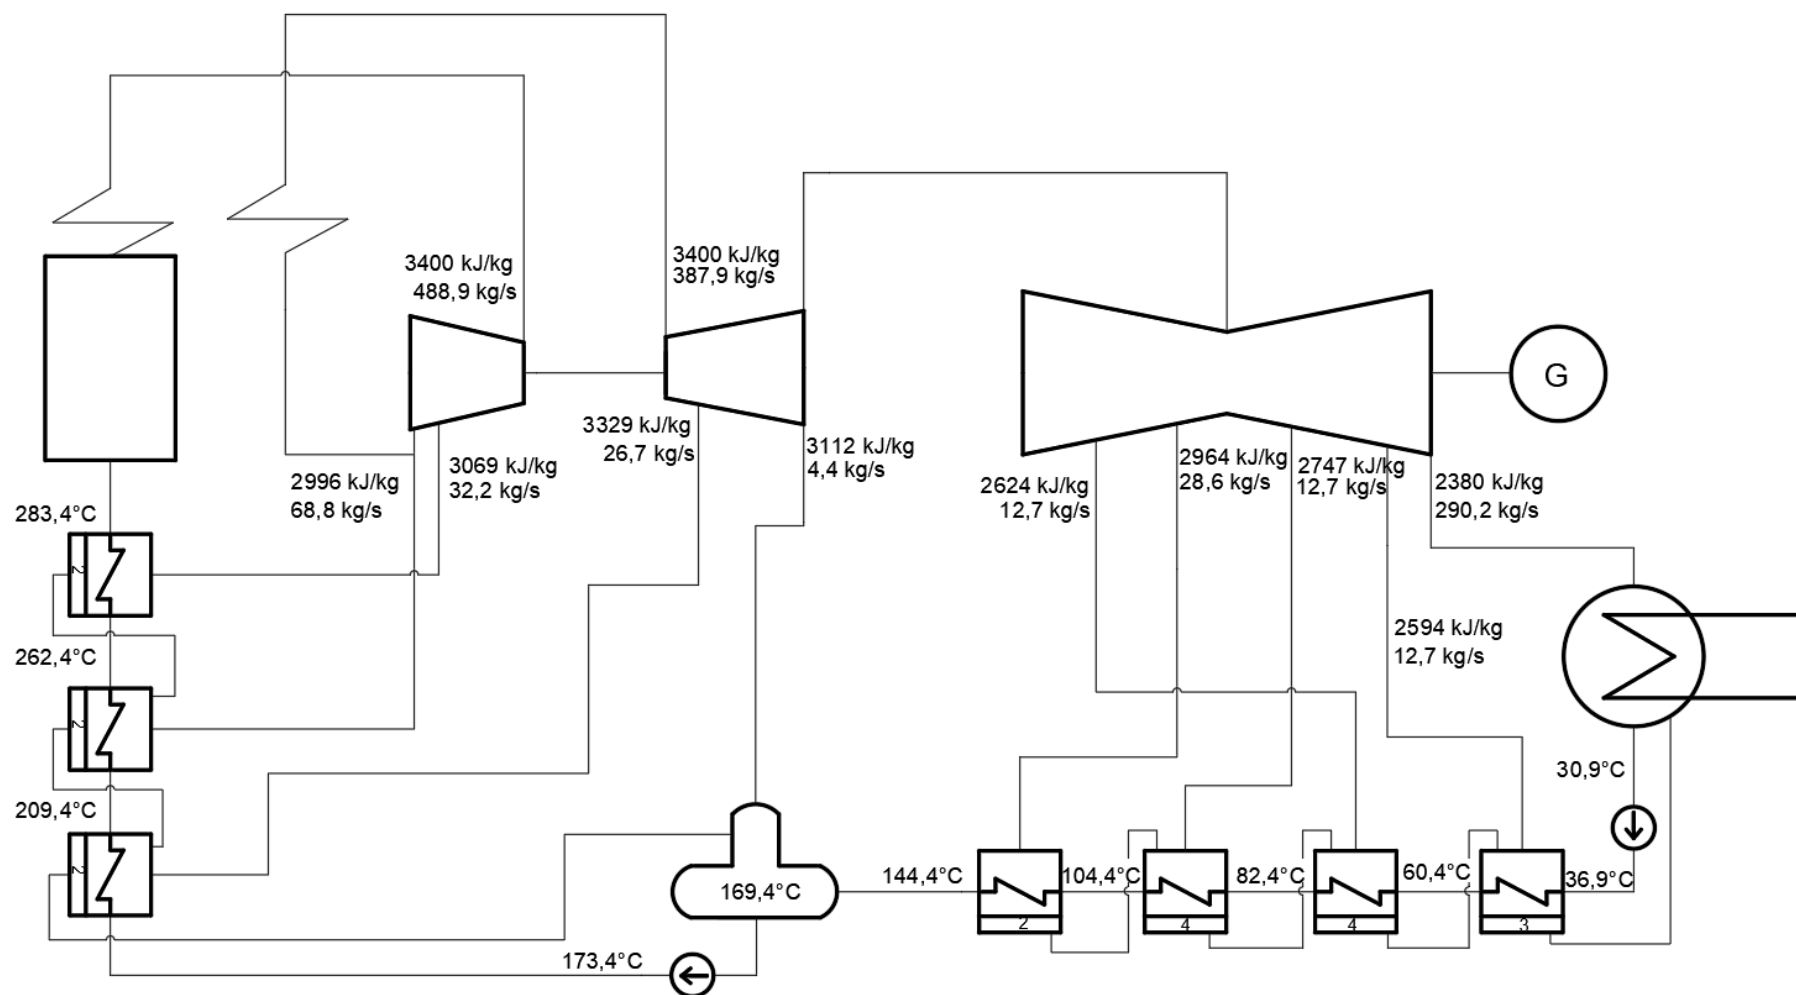 3400 kJ/kg
488,9 kg/s
3400 kJ/kg
387,9 kg/s
G
3329 kJ/kg
26,7 kg/s
3112 kJ/kg
4,4 kg/s
2996 kJ/kg
68,8 kg/s
3069 kJ/kg
32,2 kg/s
2624 kJ/kg
12,7 kg/s
2964 kJ/kg
28,6 kg/s
2747 kJ/kg
12,7 kg/s
2380 kJ/kg
290,2 kg/s
283,4°C
2
2594 kJ/kg
12,7 kg/s
262,4°C
2
30,9°C
209,4°C
2
169,4°C
144,4°C
104,4°C
82,4°C
60,4°C
36,9°C
2
4
4
3
173,4°C